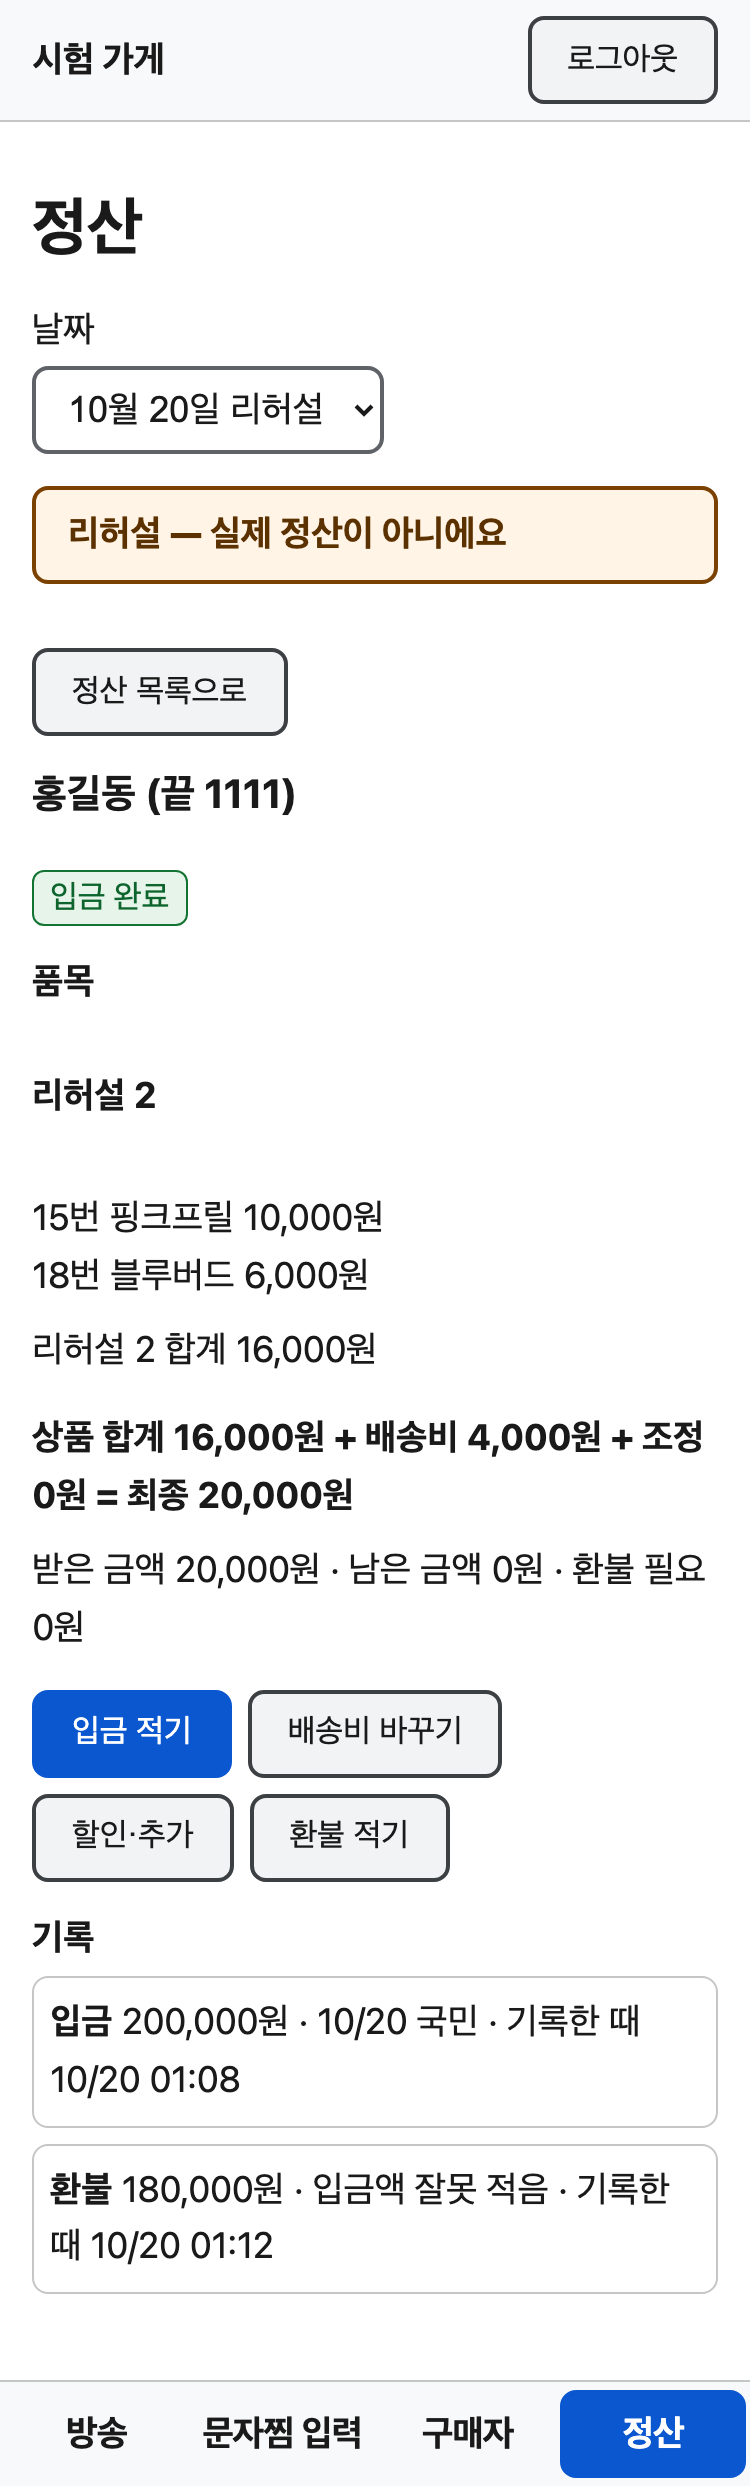 시험 가게
로그아웃
정산
날짜
10월 20일 리허설
리허설 — 실제 정산이 아니에요
정산 목록으로
홍길동 (끝 1111)
입금 완료
품목
리허설 2
15번 핑크프릴 10,000원
18번 블루버드 6,000원
리허설 2 합계 16,000원
상품 합계 16,000원 + 배송비 4,000원 + 조정
0원 = 최종 20,000원
받은 금액 20,000원 · 남은 금액 0원 · 환불 필요
0원
입금 적기
배송비 바꾸기
할인·추가
환불 적기
기록
입금 200,000원 · 10/20 국민 · 기록한 때
10/20 01:08
환불 180,000원 · 입금액 잘못 적음 · 기록한
때 10/20 01:12
방송
문자찜 입력
구매자
정산